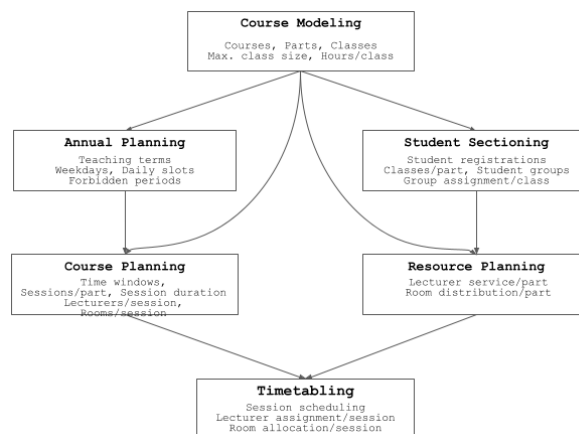 Course Modeling
Courses, Parts, Classes
Max. class size, Hours/class
Annual Planning
Teaching terms
Weekdays, Daily slots
Forbidden periods
Student Sectioning
Student registrations
Classes/part, Student groups
Group assignment/class
Course Planning
Time windows,
Sessions/part, Session duration
Lecturers/session,
Rooms/session
Resource Planning
Lecturer service/part
Room distribution/part
Timetabling
Session scheduling
Lecturer assignment/session
Room allocation/session